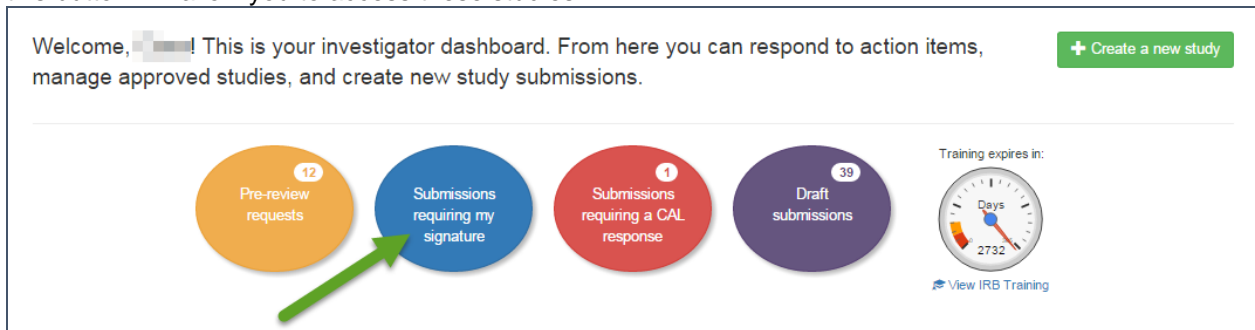 Welcome, ! This is your investigator dashboard. From here you can respond to action items,
manage approved studies, and create new study submissions.
Create a new study
12
Pre-review
requests
Submissions
requiring my
signature
1
Submissions
requiring a CAL
response
39
Draft
submissions
Training expires in:
Days
2732
View IRB Training